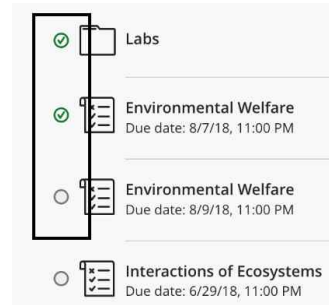 Labs
Environmental Welfare
Due date: 8/7/18, 11:00 PM
Environmental Welfare
Due date: 8/9/18, 11:00 PM
Interactions of Ecosystems
Due date: 6/29/18, 11:00 PM